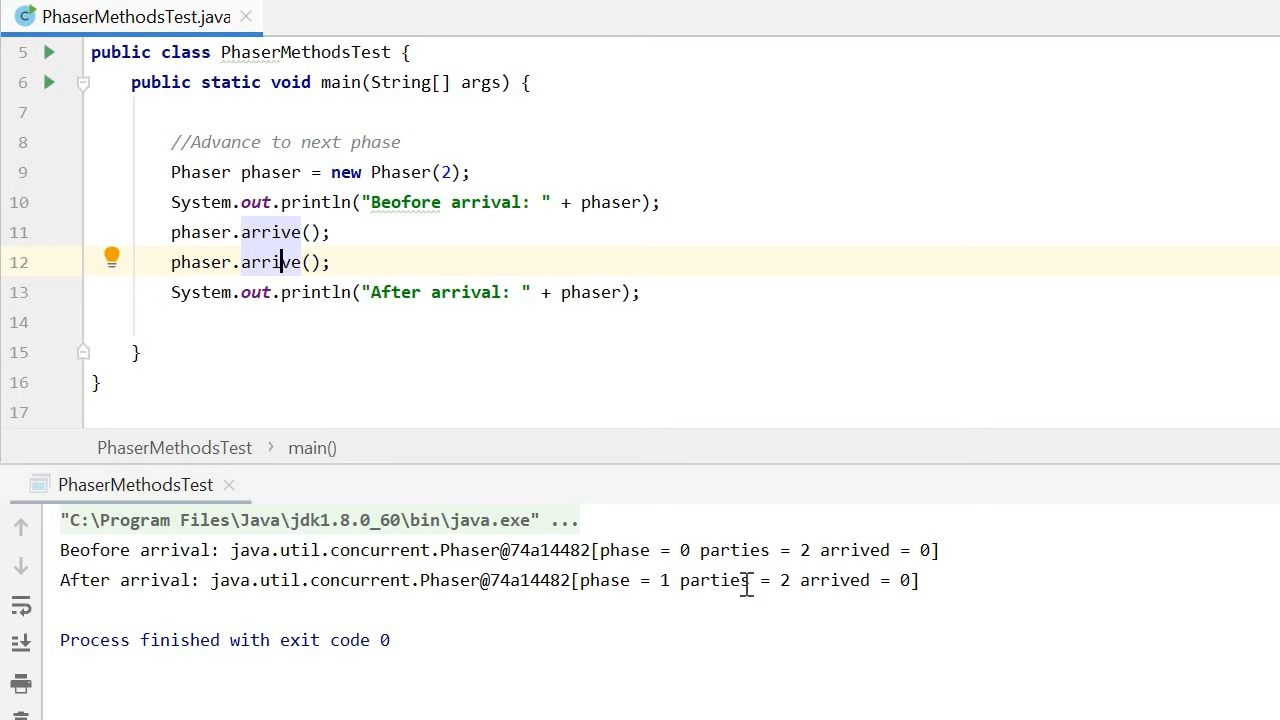 PhaserMethodsTest.java
5 public class PhaserMethodsTest {
6 public static void main(String[] args) {
7
8 //Advance to next phase
9 Phaser phaser = new Phaser(2);
10 System.out.println("Beofore arrival: " + phaser);
11 phaser.arrive();
12 phaser.arrive();
13 System.out.println("After arrival: " + phaser);
14
15 }
16 }
17
PhaserMethodsTest > main()
PhaserMethodsTest
"C:\Program Files\Java\jdk1.8.0_60\bin\java.exe" ...
Beofore arrival: java.util.concurrent.Phaser@74a14482[phase = 0 parties = 2 arrived = 0]
After arrival: java.util.concurrent.Phaser@74a14482[phase = 1 parties = 2 arrived = 0]
Process finished with exit code 0